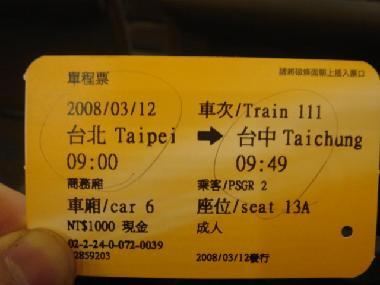 單程票 請將磁條面朝上插入票口
2008/03/12 車次/Train 111
台北 Taipei ➡ 台中 Taichung
09:00 09:49
商務廂 乘客/PSGR 2
車廂/car 6 座位/seat 13A
NT$1000 現金 成人
02-2-24-0-072-0039
2859203 2008/03/12發行